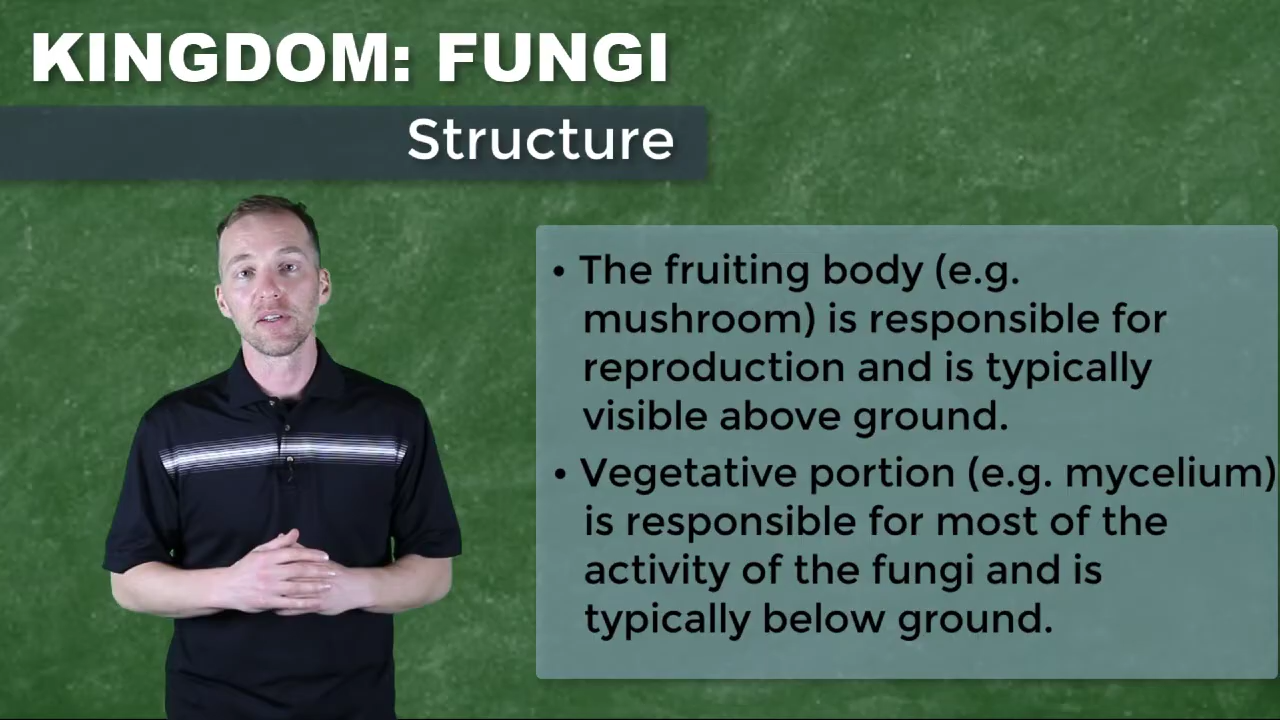 KINGDOM: FUNGI
Structure
• The fruiting body (e.g.
mushroom) is responsible for
reproduction and is typically
visible above ground.
• Vegetative portion (e.g. mycelium)
is responsible for most of the
activity of the fungi and is
typically below ground.